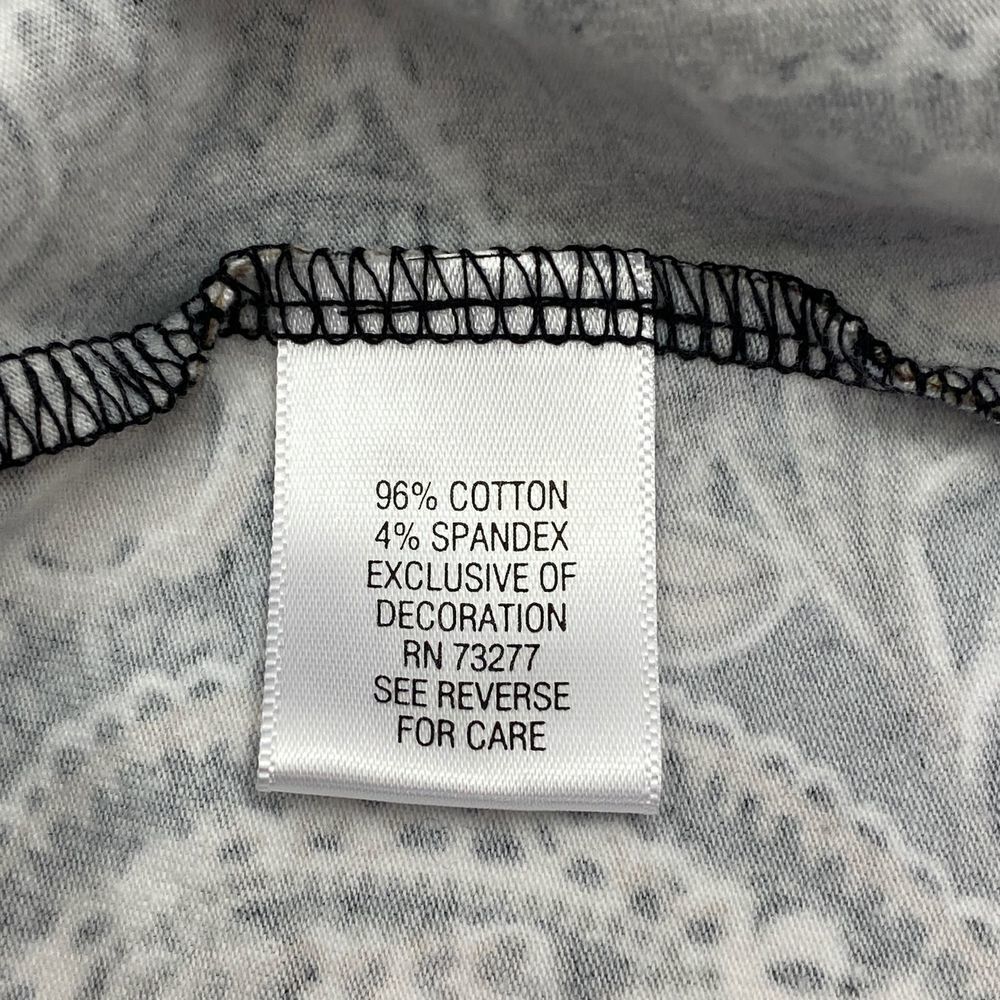 96% COTTON
4% SPANDEX
EXCLUSIVE OF
DECORATION
RN 73277
SEE REVERSE
FOR CARE